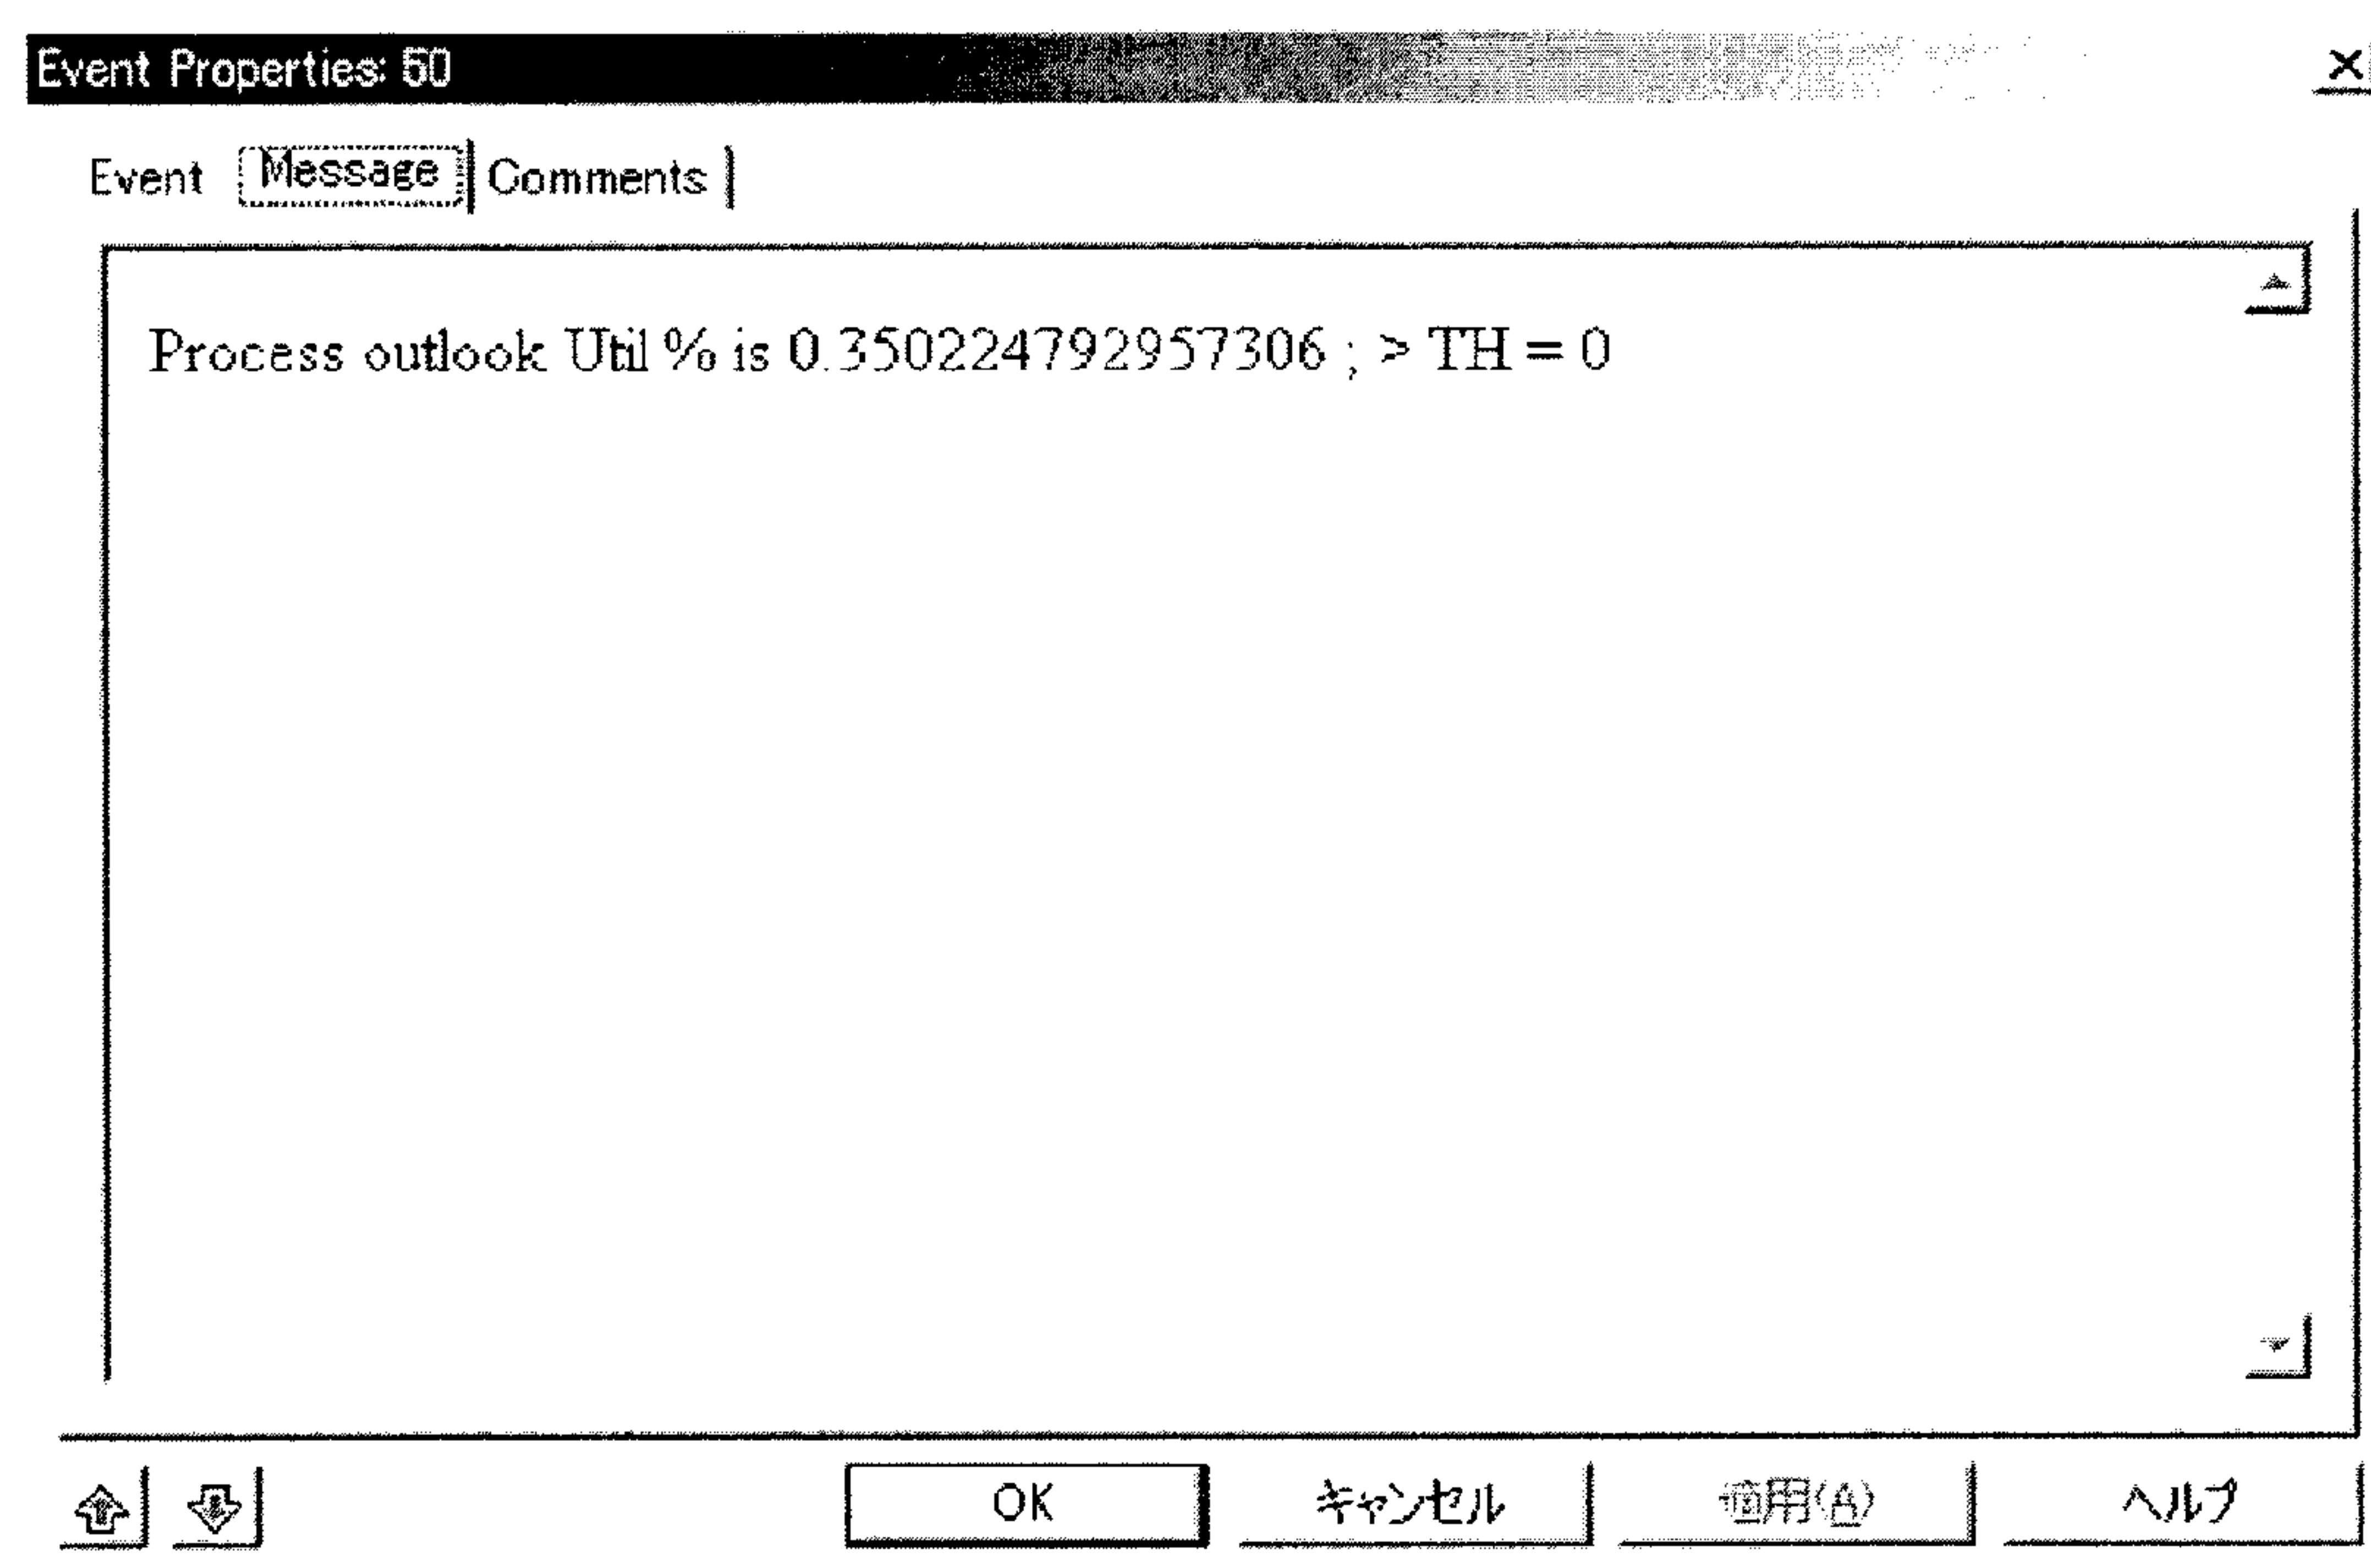 Event Properties: 50
Event Message Comments
Process outlook Util % is 0.350224792957306 ; > TH = 0
OK キャンセル 適用(A) ヘルプ